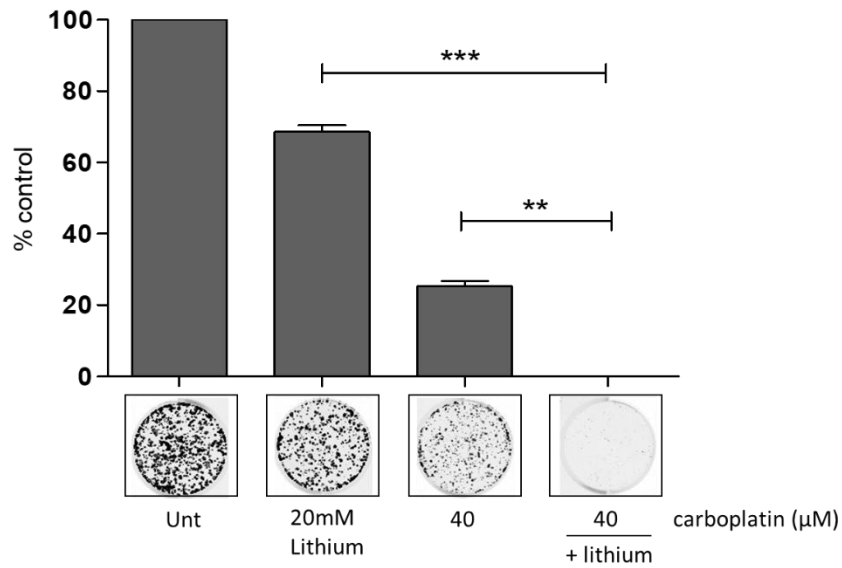 100
***
80
% control
60
**
40
20
0
Unt
20mM
Lithium
40
40
+ lithium
carboplatin (µM)